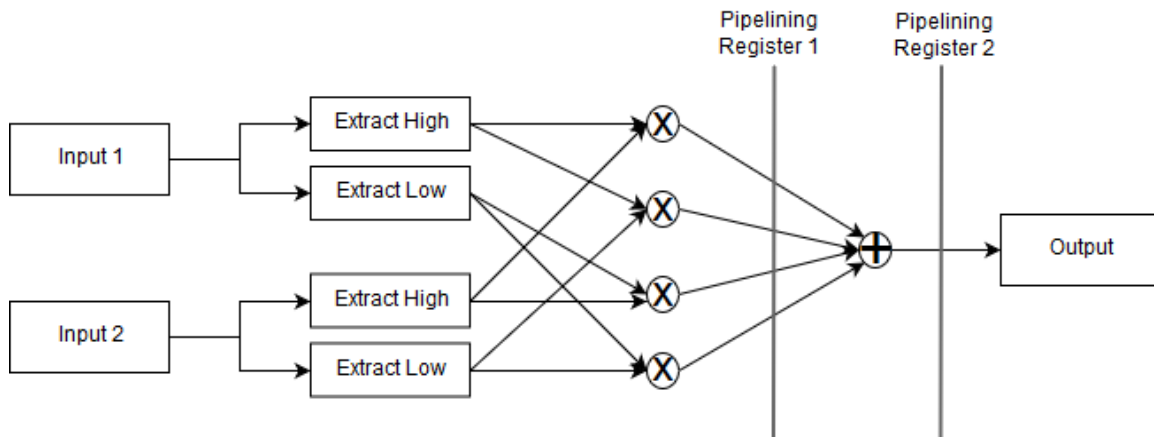 Pipelining
Register 1
Pipelining
Register 2
Input 1
Extract High
Extract Low
X
X
X
X
+
Output
Input 2
Extract High
Extract Low